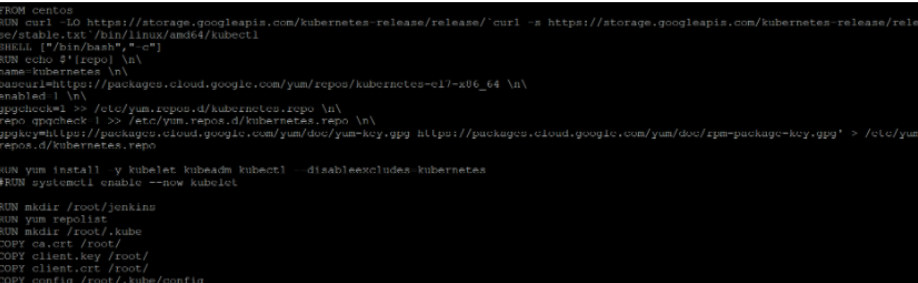 FROM centos
RUN curl -LO https://storage.googleapis.com/kubernetes-release/release/`curl -s https://storage.googleapis.com/kubernetes-release/rele
se/stable.txt`/bin/linux/amd64/kubectl
SHELL ["/bin/bash","-c"]
RUN echo $'[repo] \n\
name=kubernetes \n\
baseurl=https://packages.cloud.google.com/yum/repos/kubernetes-el7-x86_64 \n\
enabled=1 \n\
gpgcheck=1 >> /etc/yum.repos.d/kubernetes.repo \n\
repo gpgcheck=1 >> /etc/yum.repos.d/kubernetes.repo \n\
gpgkey=https://packages.cloud.google.com/yum/doc/yum-key.gpg https://packages.cloud.google.com/yum/doc/rpm-package-key.gpg' > /etc/yum
repos.d/kubernetes.repo
RUN yum install -y kubelet kubeadm kubectl --disableexcludes=kubernetes
#RUN systemctl enable --now kubelet
RUN mkdir /root/jenkins
RUN yum repolist
RUN mkdir /root/.kube
COPY ca.crt /root/
COPY client.key /root/
COPY client.crt /root/
COPY config /root/.kube/config